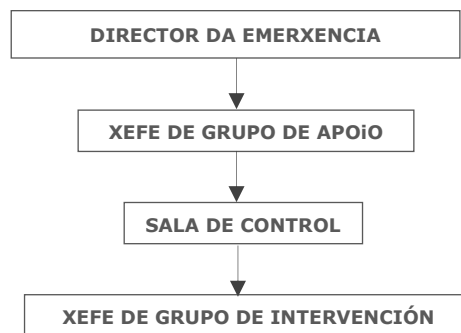 DIRECTOR DA EMERXENCIA
XEFE DE GRUPO DE APOiO
SALA DE CONTROL
XEFE DE GRUPO DE INTERVENCIÓN